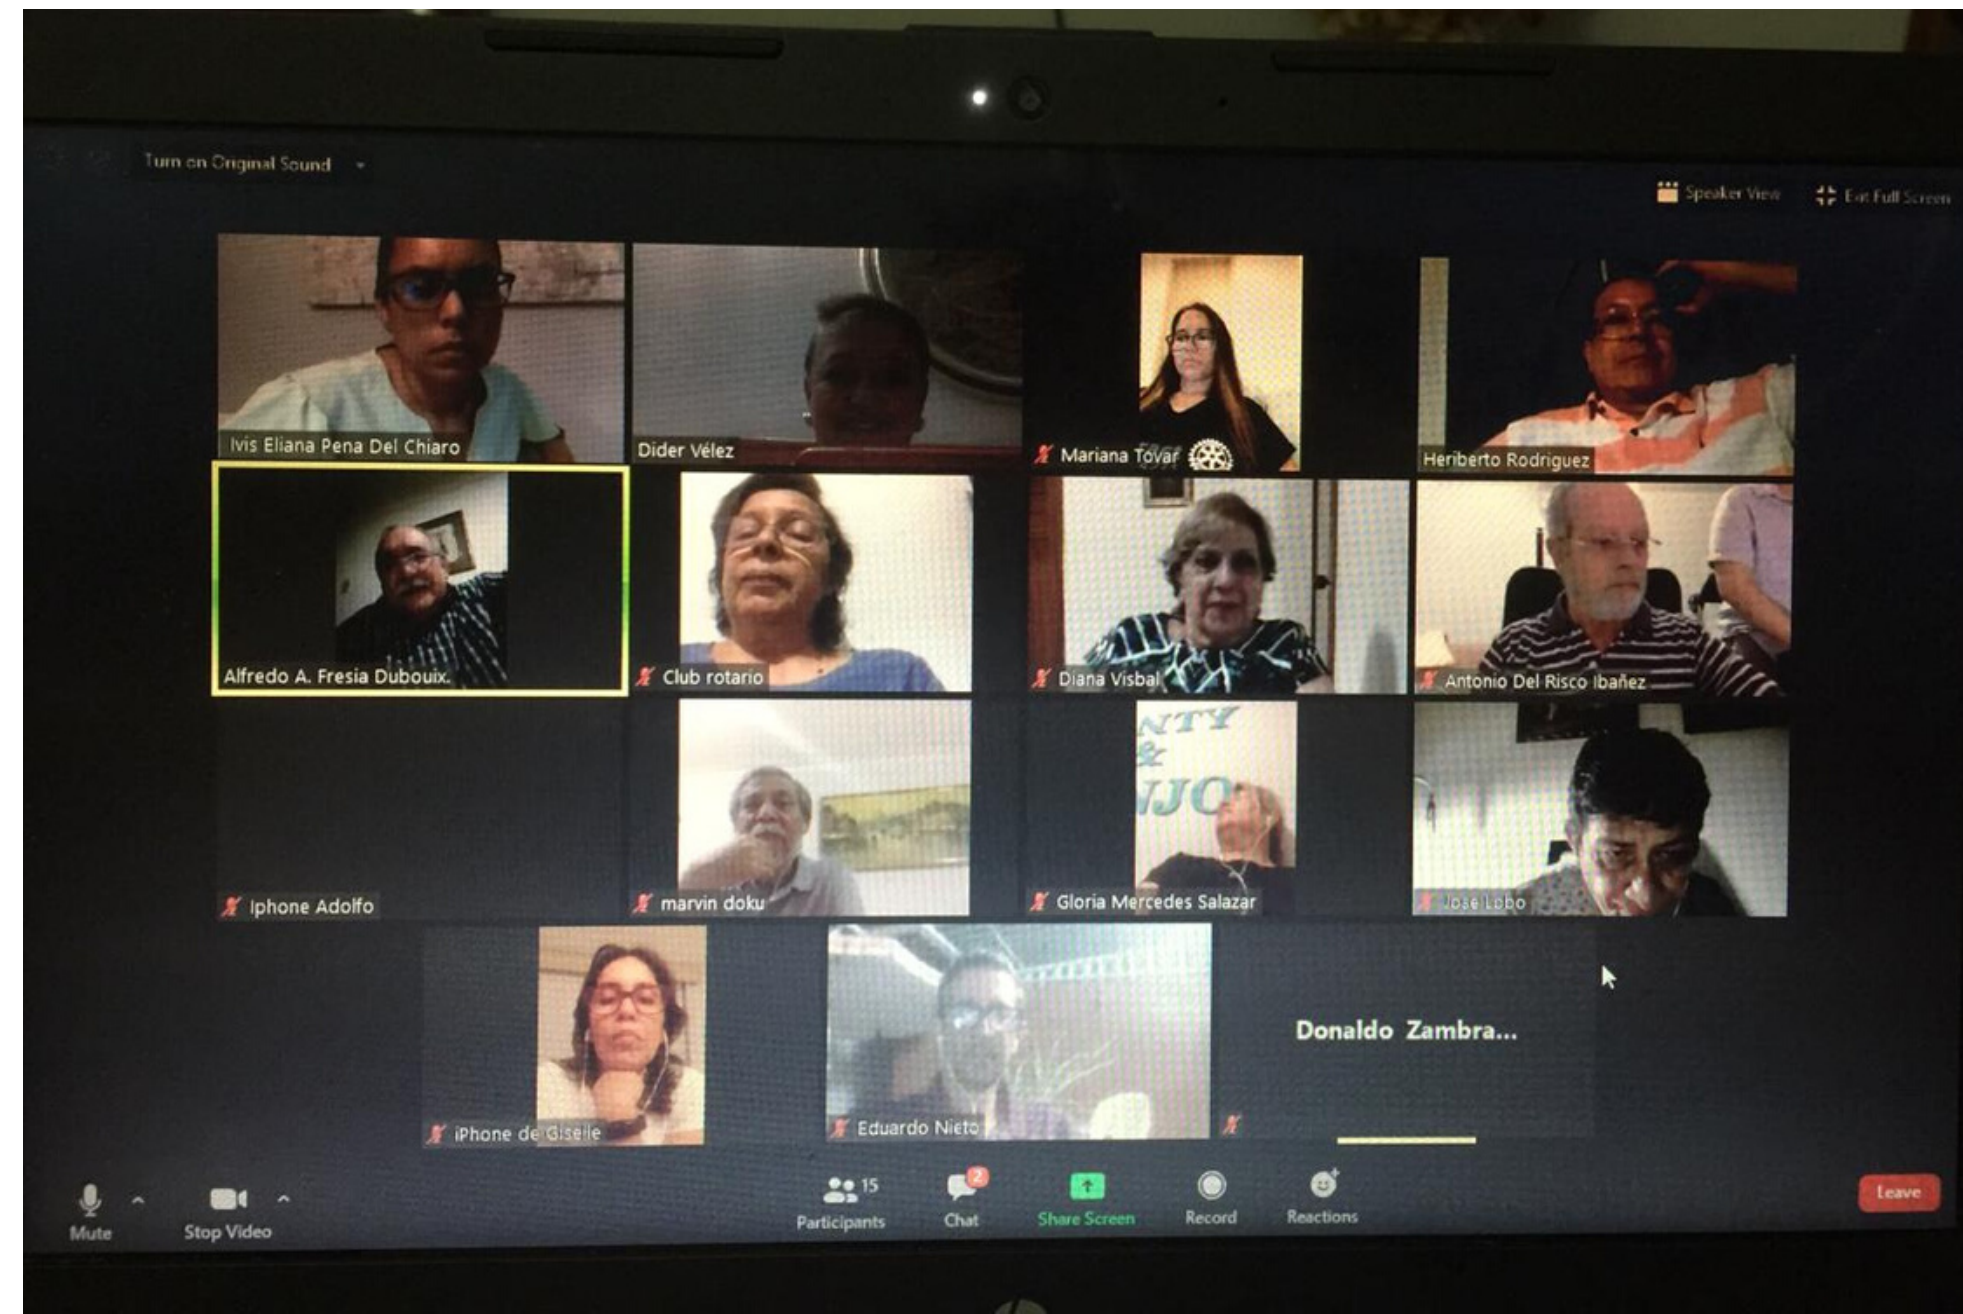 Turn on Original Sound
Speaker View
Exit Full Screen
Ivis Eliana Pena Del Chiaro
Dider Vélez
Mariana Tovar
Heriberto Rodriguez
Alfredo A. Fresia Dubouix.
Club rotario
Diana Visbal
Antonio Del Risco Ibañez
NTY
&
NJO
Iphone Adolfo
marvin doku
Gloria Mercedes Salazar
Jose Lobo
Donaldo Zambra...
iPhone de Giselle
Eduardo Nieto
15
2
Mute
Stop Video
Participants
Chat
Share Screen
Record
Reactions
Leave